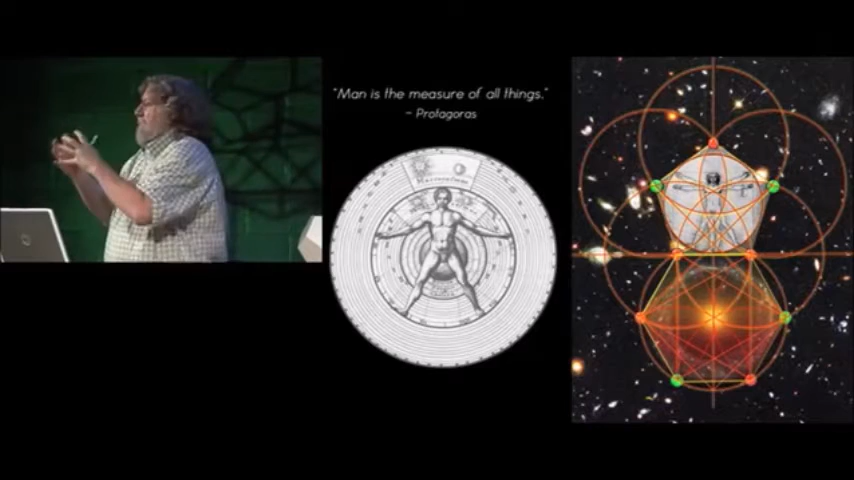 "Man is the measure of all things."
~ Protagoras